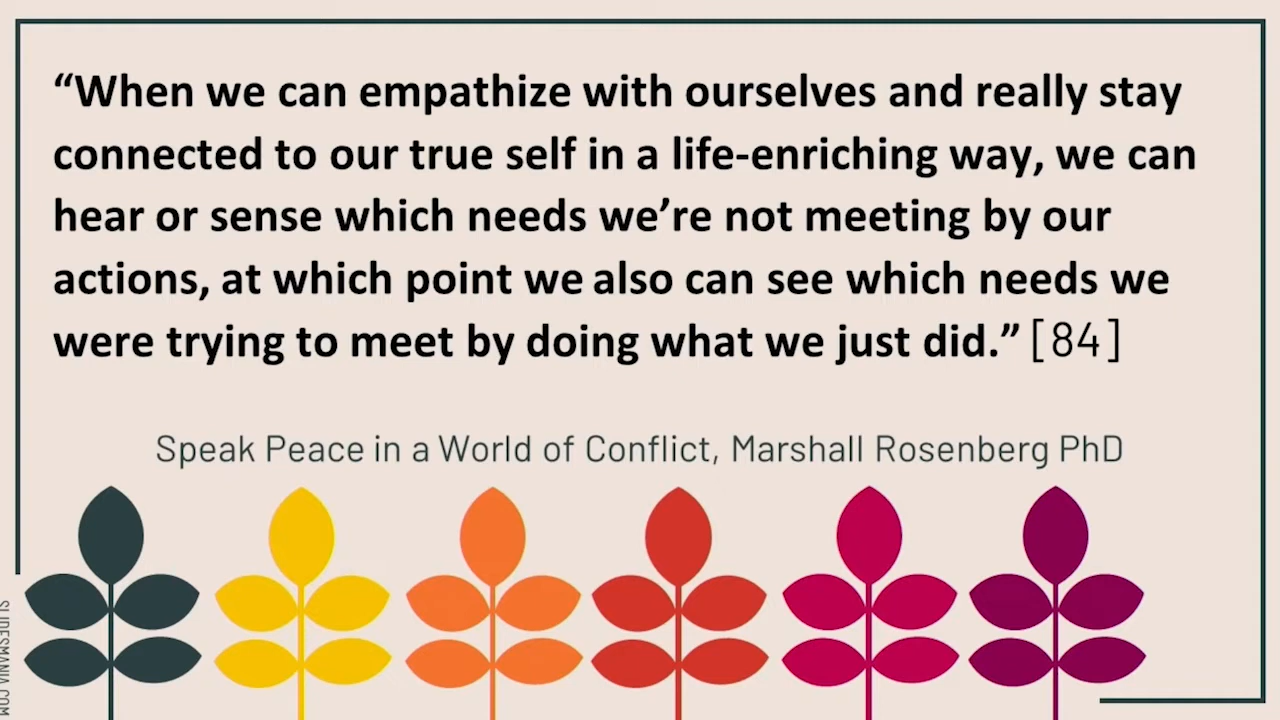 “When we can empathize with ourselves and really stay
connected to our true self in a life-enriching way, we can
hear or sense which needs we’re not meeting by our
actions, at which point we also can see which needs we
were trying to meet by doing what we just did.” [84]
Speak Peace in a World of Conflict, Marshall Rosenberg PhD
SLIDESMANIA.COM